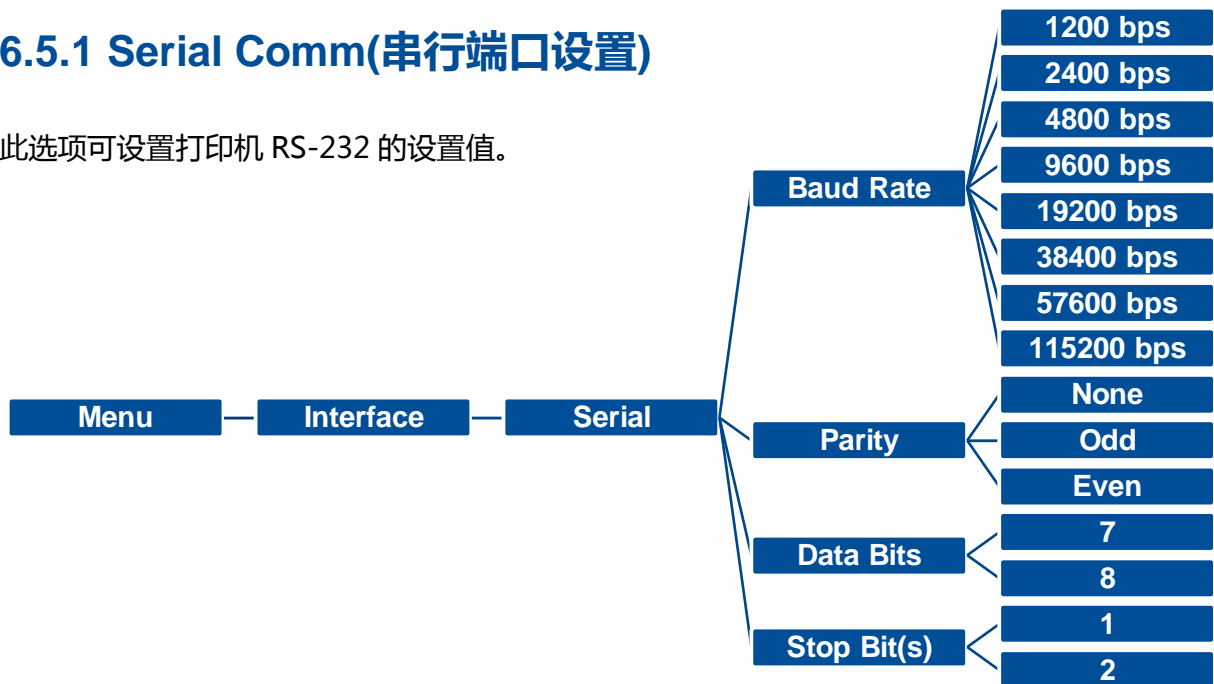 6.5.1 Serial Comm(串行端口设置)
此选项可设置打印机 RS-232 的设置值。
Menu
Interface
Serial
Baud Rate
1200 bps
2400 bps
4800 bps
9600 bps
19200 bps
38400 bps
57600 bps
115200 bps
Parity
None
Odd
Even
Data Bits
7
8
Stop Bit(s)
1
2